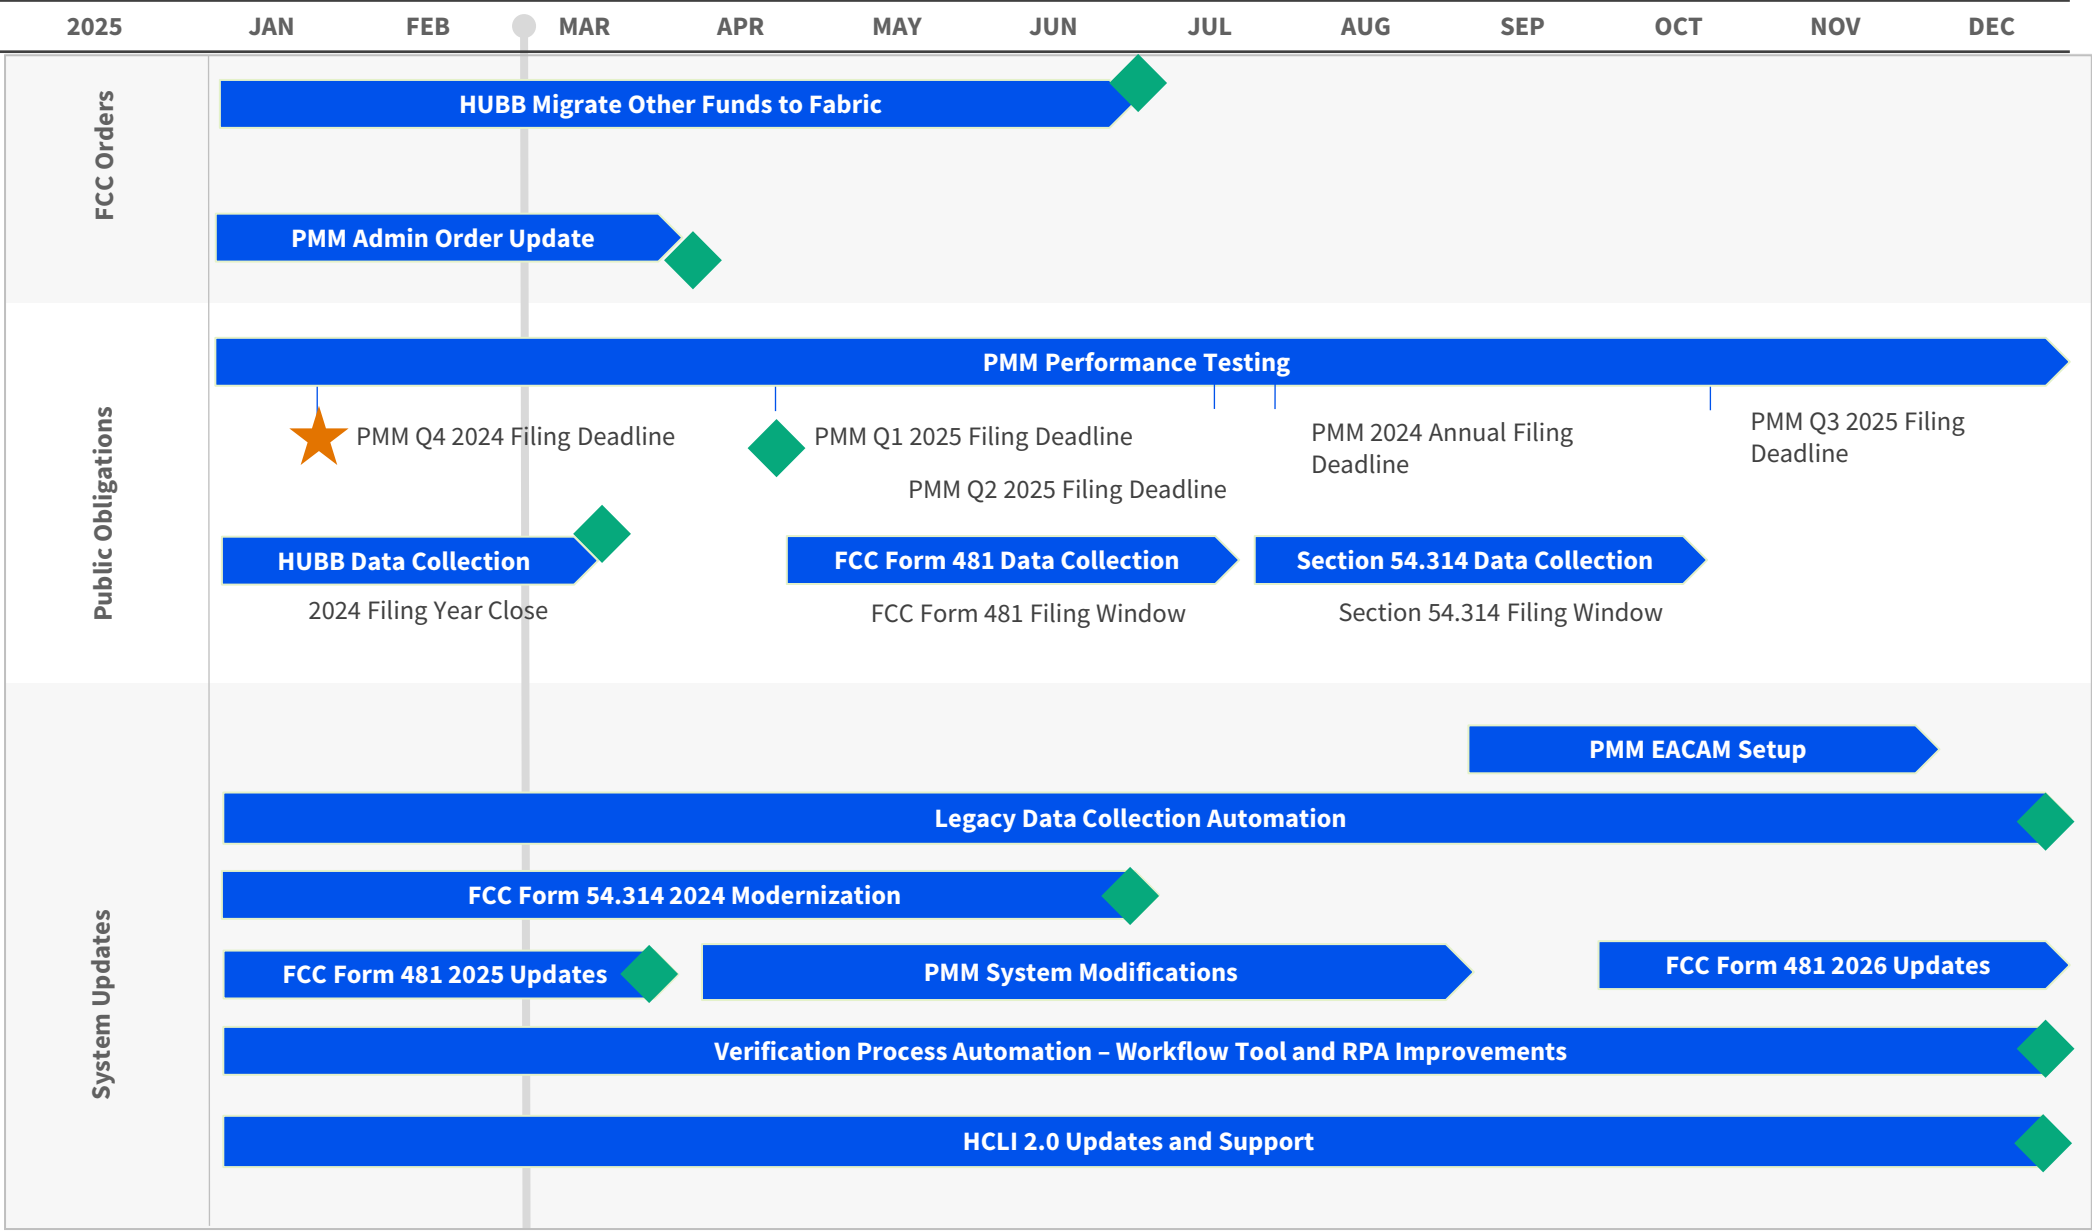 2025 JAN FEB MAR APR MAY JUN JUL AUG SEP OCT NOV DEC
FCC Orders
HUBB Migrate Other Funds to Fabric
PMM Admin Order Update
Public Obligations
PMM Performance Testing
PMM Q4 2024 Filing Deadline
PMM Q1 2025 Filing Deadline
PMM Q2 2025 Filing Deadline
PMM 2024 Annual Filing
Deadline
PMM Q3 2025 Filing
Deadline
HUBB Data Collection
2024 Filing Year Close
FCC Form 481 Data Collection
FCC Form 481 Filing Window
Section 54.314 Data Collection
Section 54.314 Filing Window
System Updates
PMM EACAM Setup
Legacy Data Collection Automation
FCC Form 54.314 2024 Modernization
FCC Form 481 2025 Updates
PMM System Modifications
FCC Form 481 2026 Updates
Verification Process Automation – Workflow Tool and RPA Improvements
HCLI 2.0 Updates and Support